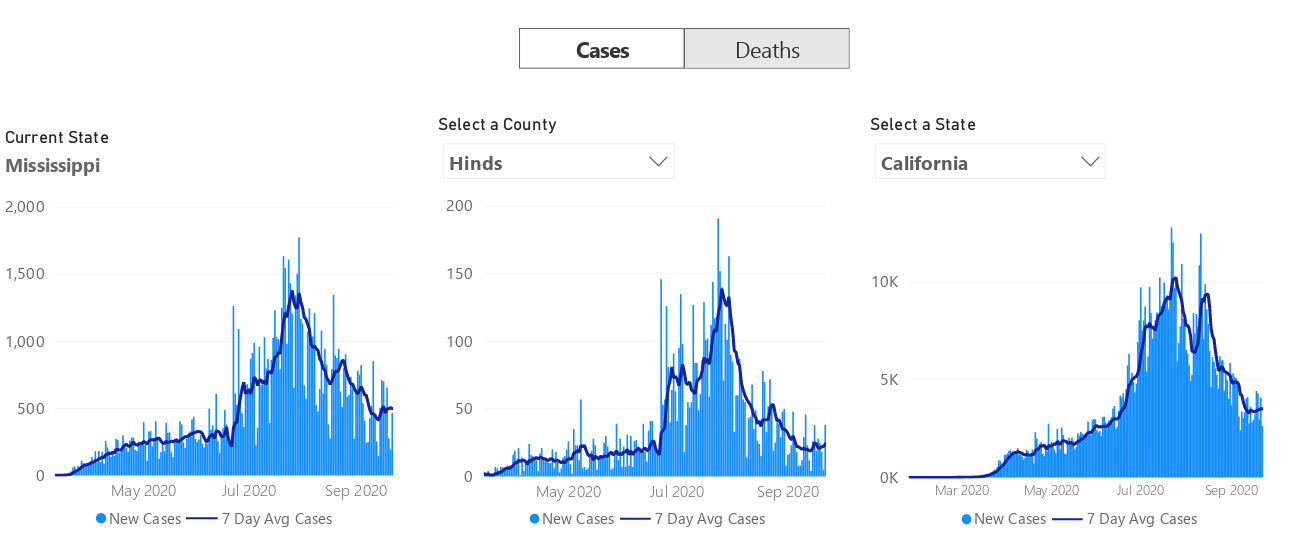 Cases Deaths
Current State
Mississippi
2,000
1,500
1,000
500
0
May 2020 Jul 2020 Sep 2020
New Cases 7 Day Avg Cases
Select a County
Hinds
200
150
100
50
0
May 2020 Jul 2020 Sep 2020
New Cases 7 Day Avg Cases
Select a State
California
10K
5K
0K
Mar 2020 May 2020 Jul 2020 Sep 2020
New Cases 7 Day Avg Cases